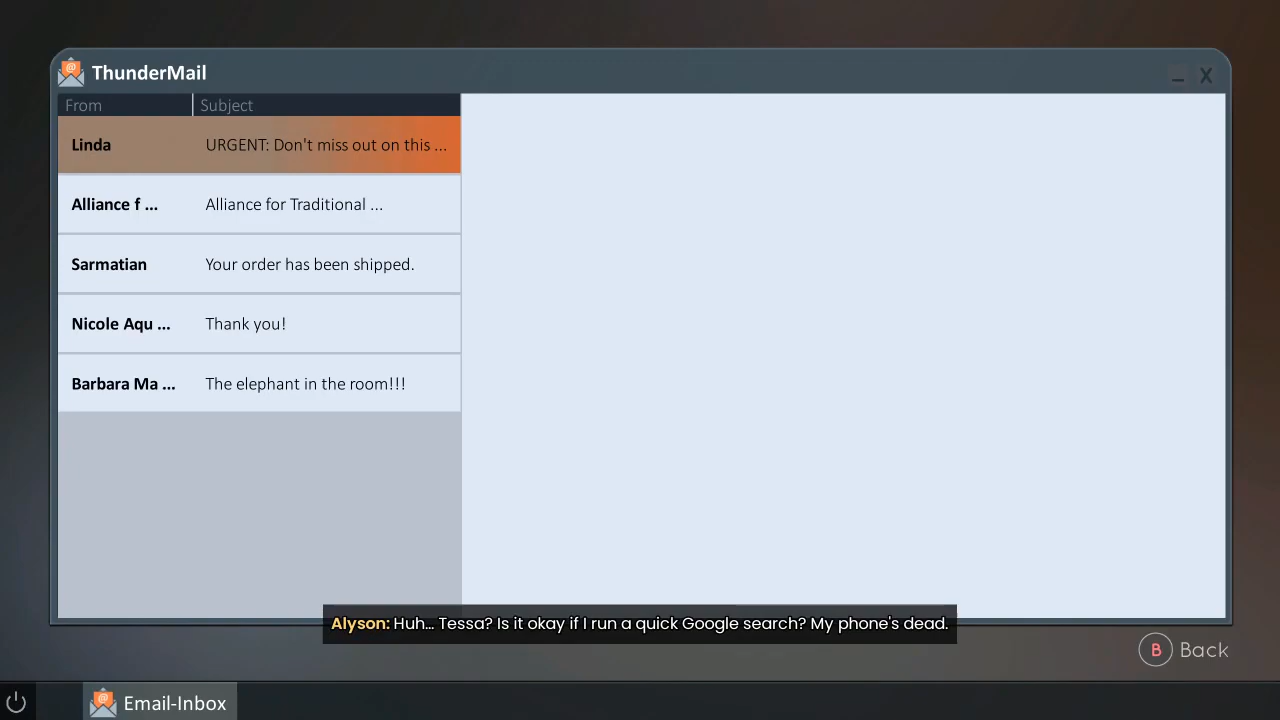 ThunderMail
From Subject
Linda URGENT: Don't miss out on this ...
Alliance f ... Alliance for Traditional ...
Sarmatian Your order has been shipped.
Nicole Aqu ... Thank you!
Barbara Ma ... The elephant in the room!!!
Alyson: Huh... Tessa? Is it okay if I run a quick Google search? My phone's dead.
B Back
Email-Inbox